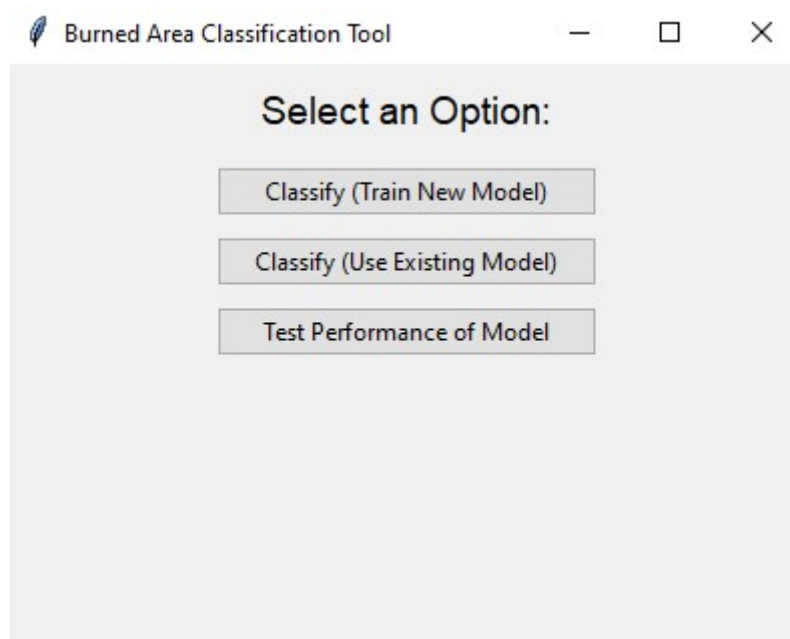 Burned Area Classification Tool
Select an Option:
Classify (Train New Model)
Classify (Use Existing Model)
Test Performance of Model